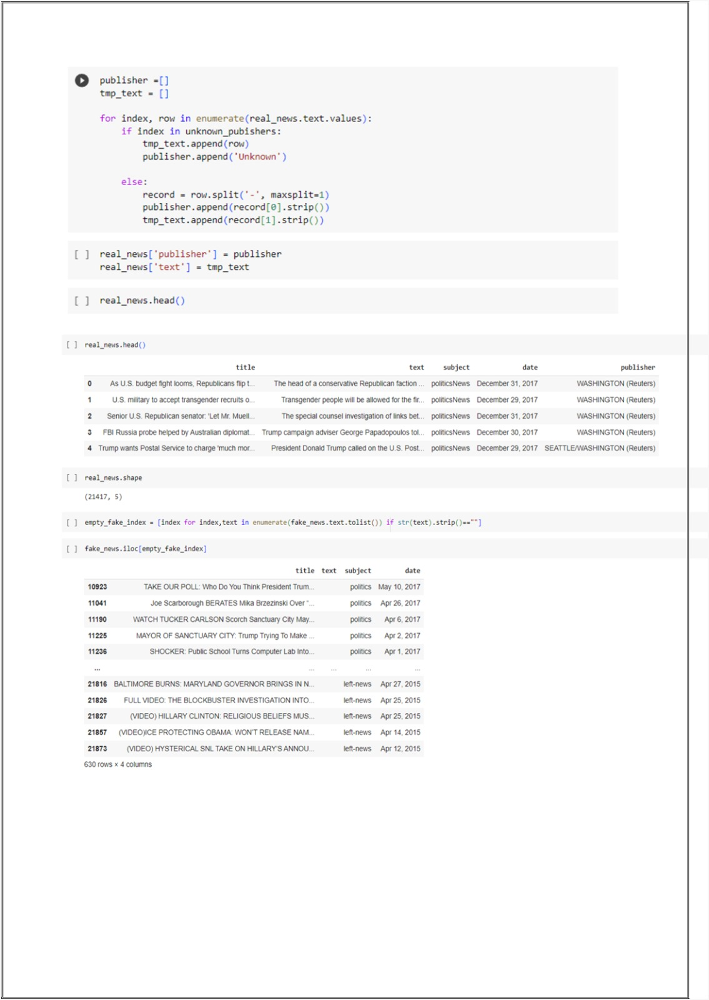 publisher =[]
tmp_text = []
for index, row in enumerate(real_news.text.values):
if index in unknown_pubishers:
tmp_text.append(row)
publisher.append('Unknown')
else:
record = row.split('-', maxsplit=1)
publisher.append(record[0].strip())
tmp_text.append(record[1].strip())
[ ] real_news['publisher'] = publisher
real_news['text'] = tmp_text
[ ] real_news.head()
[ ] real_news.head()
title text subject date publisher
0 As U.S. budget fight looms, Republicans flip t... The head of a conservative Republican faction ... politicsNews December 31, 2017 WASHINGTON (Reuters)
1 U.S. military to accept transgender recruits o... Transgender people will be allowed for the fir... politicsNews December 29, 2017 WASHINGTON (Reuters)
2 Senior U.S. Republican senator: 'Let Mr. Muell... The special counsel investigation of links bet... politicsNews December 31, 2017 WASHINGTON (Reuters)
3 FBI Russia probe helped by Australian diplomat... Trump campaign adviser George Papadopoulos tol... politicsNews December 30, 2017 WASHINGTON (Reuters)
4 Trump wants Postal Service to charge 'much mor... President Donald Trump called on the U.S. Post... politicsNews December 29, 2017 SEATTLE/WASHINGTON (Reuters)
[ ] real_news.shape
(21417, 5)
[ ] empty_fake_index = [index for index,text in enumerate(fake_news.text.tolist()) if str(text).strip()==""]
[ ] fake_news.iloc[empty_fake_index]
title text subject date
10923 TAKE OUR POLL: Who Do You Think President Trum... politics May 10, 2017
11041 Joe Scarborough BERATES Mika Brzezinski Over "... politics Apr 26, 2017
11190 WATCH TUCKER CARLSON Scorch Sanctuary City May... politics Apr 6, 2017
11225 MAYOR OF SANCTUARY CITY: Trump Trying To Make ... politics Apr 2, 2017
11236 SHOCKER: Public School Turns Computer Lab Into... politics Apr 1, 2017
... ... ... ... ...
21816 BALTIMORE BURNS: MARYLAND GOVERNOR BRINGS IN N... left-news Apr 27, 2015
21826 FULL VIDEO: THE BLOCKBUSTER INVESTIGATION INTO... left-news Apr 25, 2015
21827 (VIDEO) HILLARY CLINTON: RELIGIOUS BELIEFS MUS... left-news Apr 25, 2015
21857 (VIDEO)ICE PROTECTING OBAMA: WON'T RELEASE NAM... left-news Apr 14, 2015
21873 (VIDEO) HYSTERICAL SNL TAKE ON HILLARY'S ANNOU... left-news Apr 12, 2015
630 rows × 4 columns